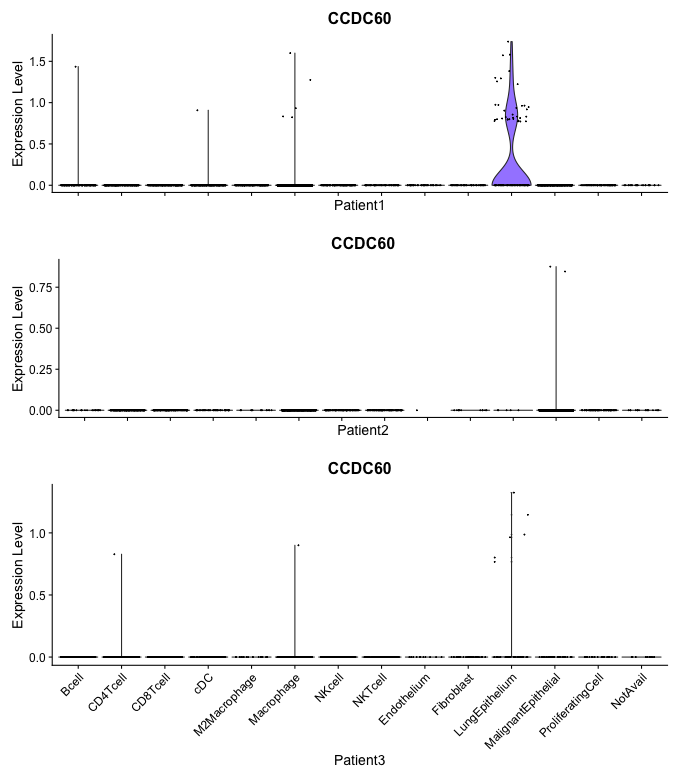 CCDC60
Expression Level
1.5
1.0
0.5
0.0
Patient1
CCDC60
Expression Level
0.75
0.50
0.25
0.00
Patient2
CCDC60
Expression Level
1.0
0.5
0.0
Bcell
CD4Tcell
CD8Tcell
cDC
M2Macrophage
Macrophage
NKcell
NKTcell
Endothelium
Fibroblast
LungEpithelium
MalignantEpithelial
ProliferatingCell
NotAvail
Patient3